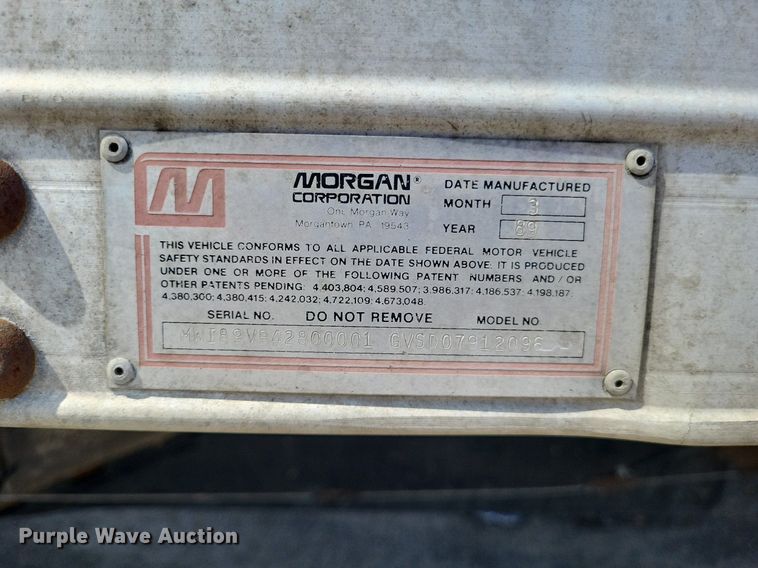 M
MORGAN®
CORPORATION
One Morgan Way
Morgantown PA 19543
DATE MANUFACTURED
MONTH 3
YEAR 89
THIS VEHICLE CONFORMS TO ALL APPLICABLE FEDERAL MOTOR VEHICLE
SAFETY STANDARDS IN EFFECT ON THE DATE SHOWN ABOVE. IT IS PRODUCED
UNDER ONE OR MORE OF THE FOLLOWING PATENT NUMBERS AND/OR
OTHER PATENTS PENDING: 4,403,804; 4,589,507; 3,986,317; 4,186,537; 4,198,187;
4,380,300; 4,380,415; 4,242,032; 4,722,109; 4,673,048.
SERIAL NO. DO NOT REMOVE MODEL NO.
Purple Wave Auction